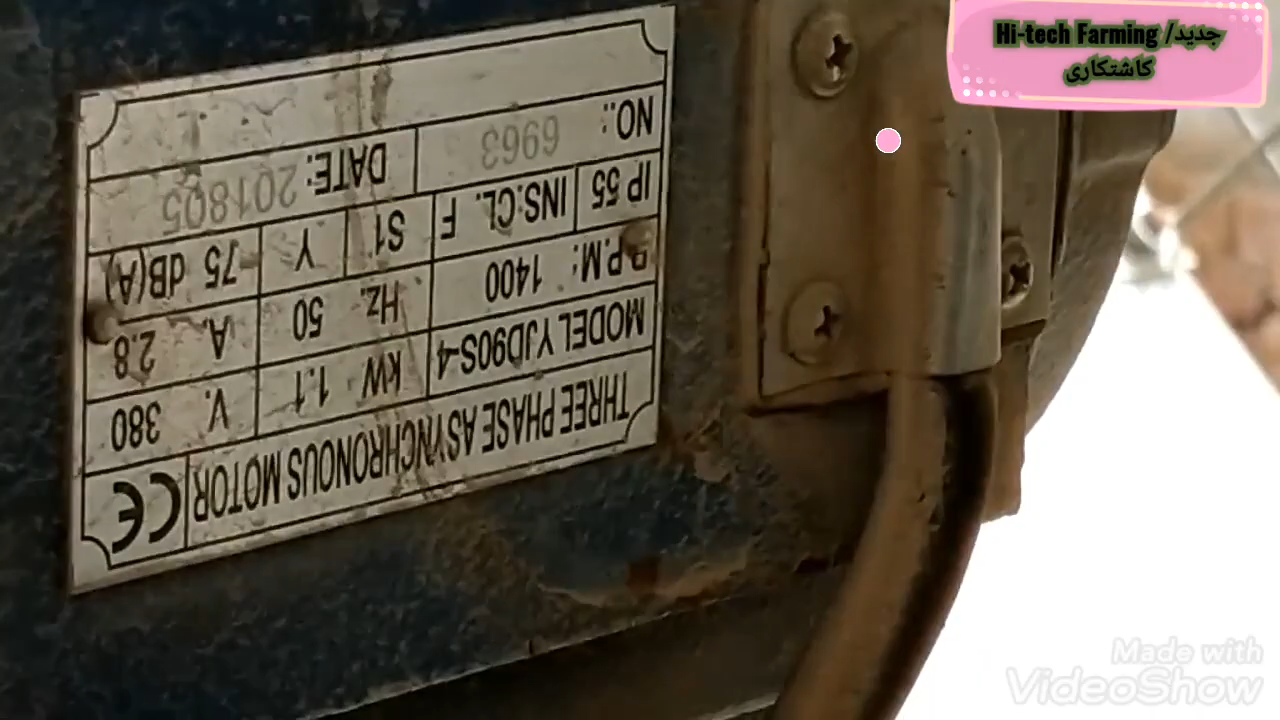 Hi-tech Farming /جدید
کاشتکاری
THREE PHASE ASYNCHRONOUS MOTOR CE
MODEL YJD90S-4 kW 1.1 V. 380
R.P.M: 1400 Hz. 50 A. 2.8
IP 55 INS:CL. F S1 Y 75 dB(A)
NO.: 6963 DATE: 201805
Made with
VideoShow